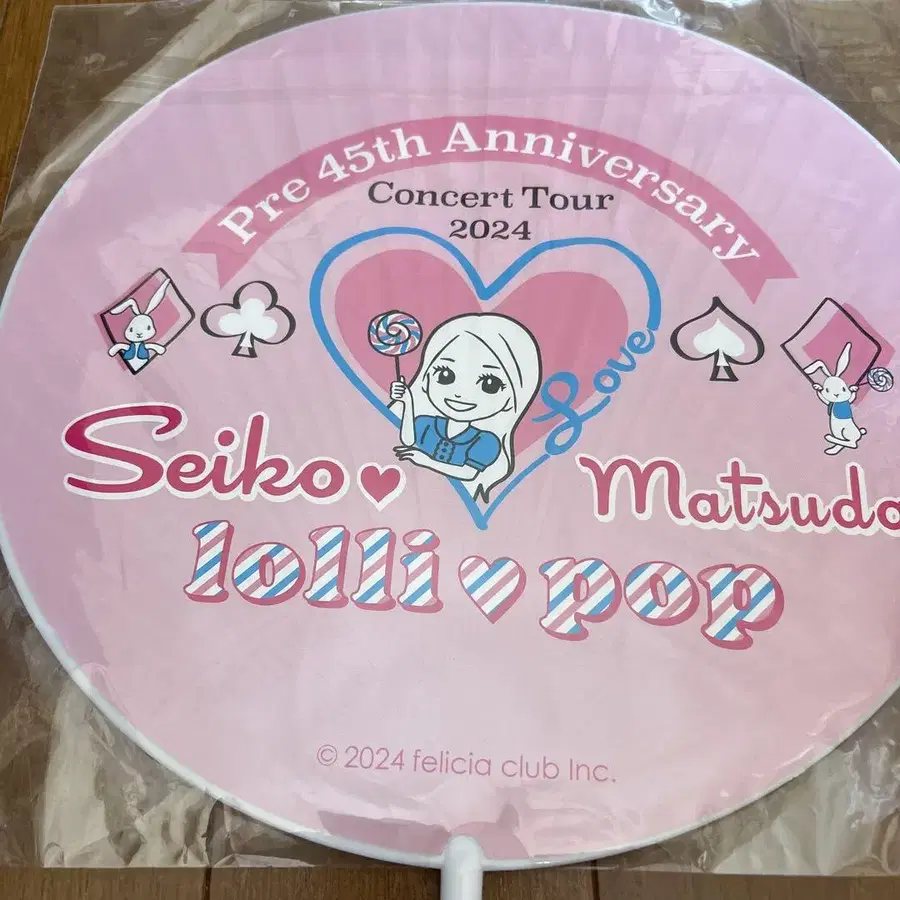 Pre 45th Anniversary
Concert Tour
2024
Love
Seiko Matsuda
lolli pop
© 2024 felicia club Inc.